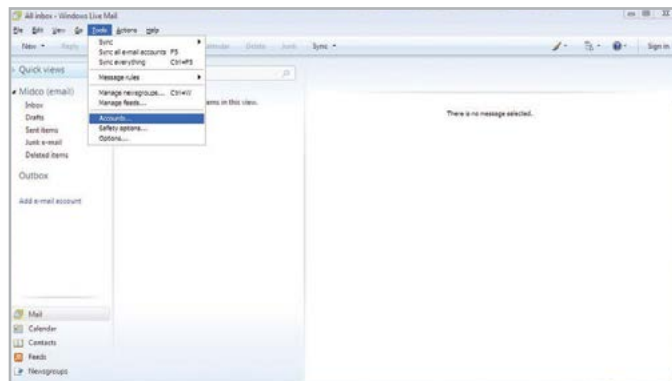 All inbox - Windows Live Mail
File Edit View Go Tools Actions Help
New Reply Calendar Delete Junk Sync Sign in
Sync
Sync all e-mail accounts F5
Sync everything Ctrl+F5
Message rules
Manage newsgroups... Ctrl+W
Manage feeds...
Accounts...
Safety options...
Options...
Quick views
Midco (email)
Inbox
Drafts
Sent items
Junk e-mail
Deleted items
Outbox
Add e-mail account
items in this view.
There is no message selected.
Mail
Calendar
Contacts
Feeds
Newsgroups